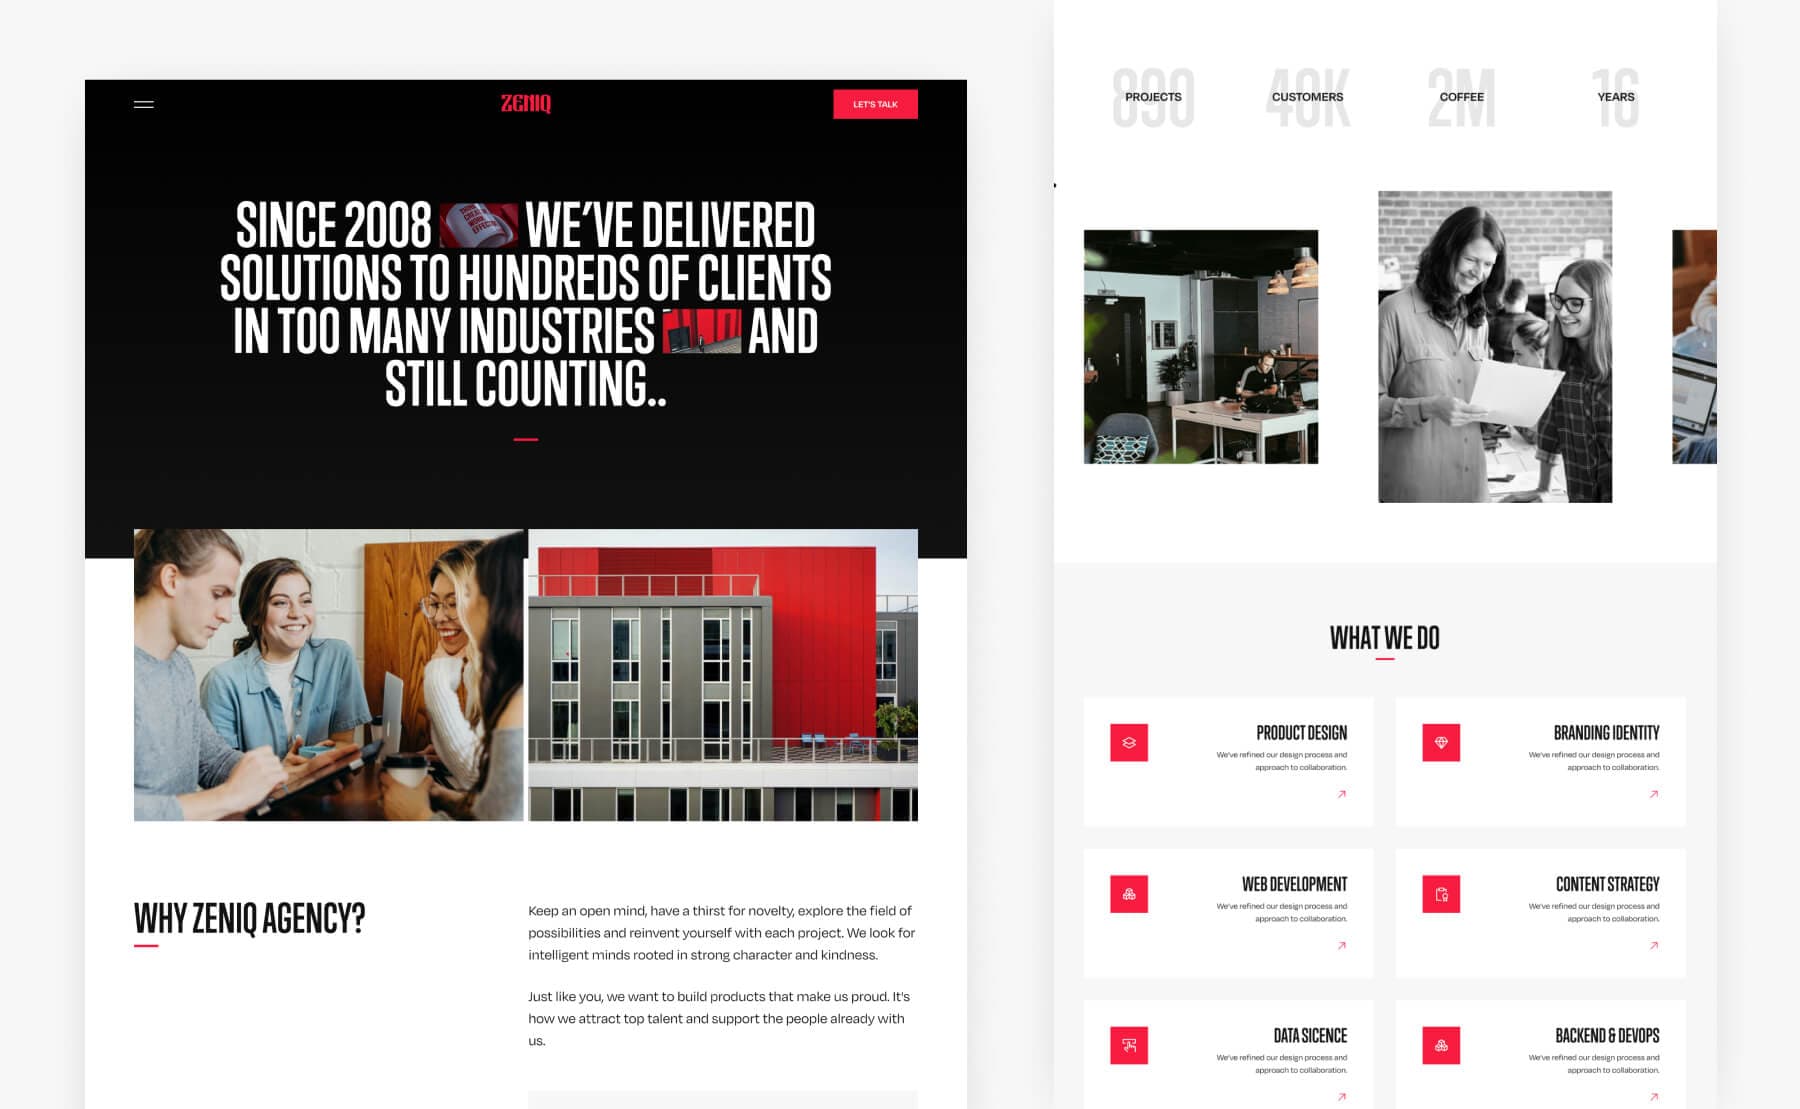 ZENIQ
LET'S TALK
SINCE 2008 WE'VE DELIVERED
SOLUTIONS TO HUNDREDS OF CLIENTS
IN TOO MANY INDUSTRIES AND
STILL COUNTING..
WHY ZENIQ AGENCY?
Keep an open mind, have a thirst for novelty, explore the field of
possibilities and reinvent yourself with each project. We look for
intelligent minds rooted in strong character and kindness.
Just like you, we want to build products that make us proud. It's
how we attract top talent and support the people already with
us.
890 40K 2M 16
PROJECTS CUSTOMERS COFFEE YEARS
WHAT WE DO
PRODUCT DESIGN
We've refined our design process and
approach to collaboration.
BRANDING IDENTITY
We've refined our design process and
approach to collaboration.
WEB DEVELOPMENT
We've refined our design process and
approach to collaboration.
CONTENT STRATEGY
We've refined our design process and
approach to collaboration.
DATA SICENCE
We've refined our design process and
approach to collaboration.
BACKEND & DEVOPS
We've refined our design process and
approach to collaboration.